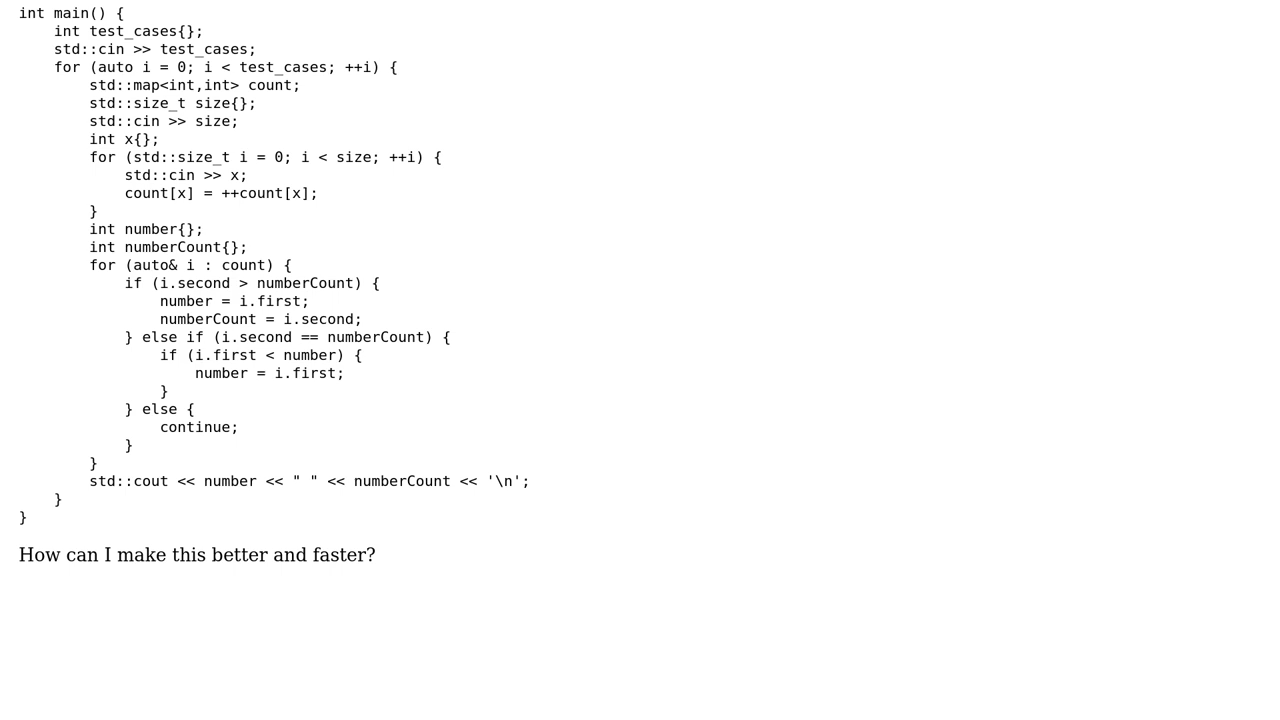 int main() {
    int test_cases{};
    std::cin >> test_cases;
    for (auto i = 0; i < test_cases; ++i) {
        std::map<int,int> count;
        std::size_t size{};
        std::cin >> size;
        int x{};
        for (std::size_t i = 0; i < size; ++i) {
            std::cin >> x;
            count[x] = ++count[x];
        }
        int number{};
        int numberCount{};
        for (auto& i : count) {
            if (i.second > numberCount) {
                number = i.first;
                numberCount = i.second;
            } else if (i.second == numberCount) {
                if (i.first < number) {
                    number = i.first;
                }
            } else {
                continue;
            }
        }
        std::cout << number << " " << numberCount << '\n';
    }
}
How can I make this better and faster?